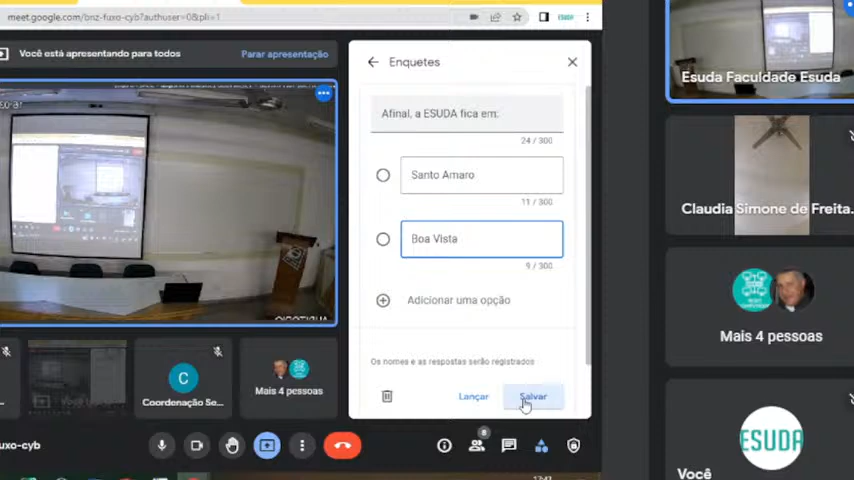 meet.google.com/bnz-fuxo-cyb?authuser=0&pli=1
ESUDA
Você está apresentando para todos
Parar apresentação
Enquetes
Afinal, a ESUDA fica em:
24 / 300
Santo Amaro
11 / 300
Boa Vista
9 / 300
Adicionar uma opção
Os nomes e as respostas serão registrados
Lançar
Salvar
C
Coordenação Se...
Mais 4 pessoas
uxo-cyb
8
Esuda Faculdade Esuda
Claudia Simone de Freita...
Mais 4 pessoas
ESUDA
Você